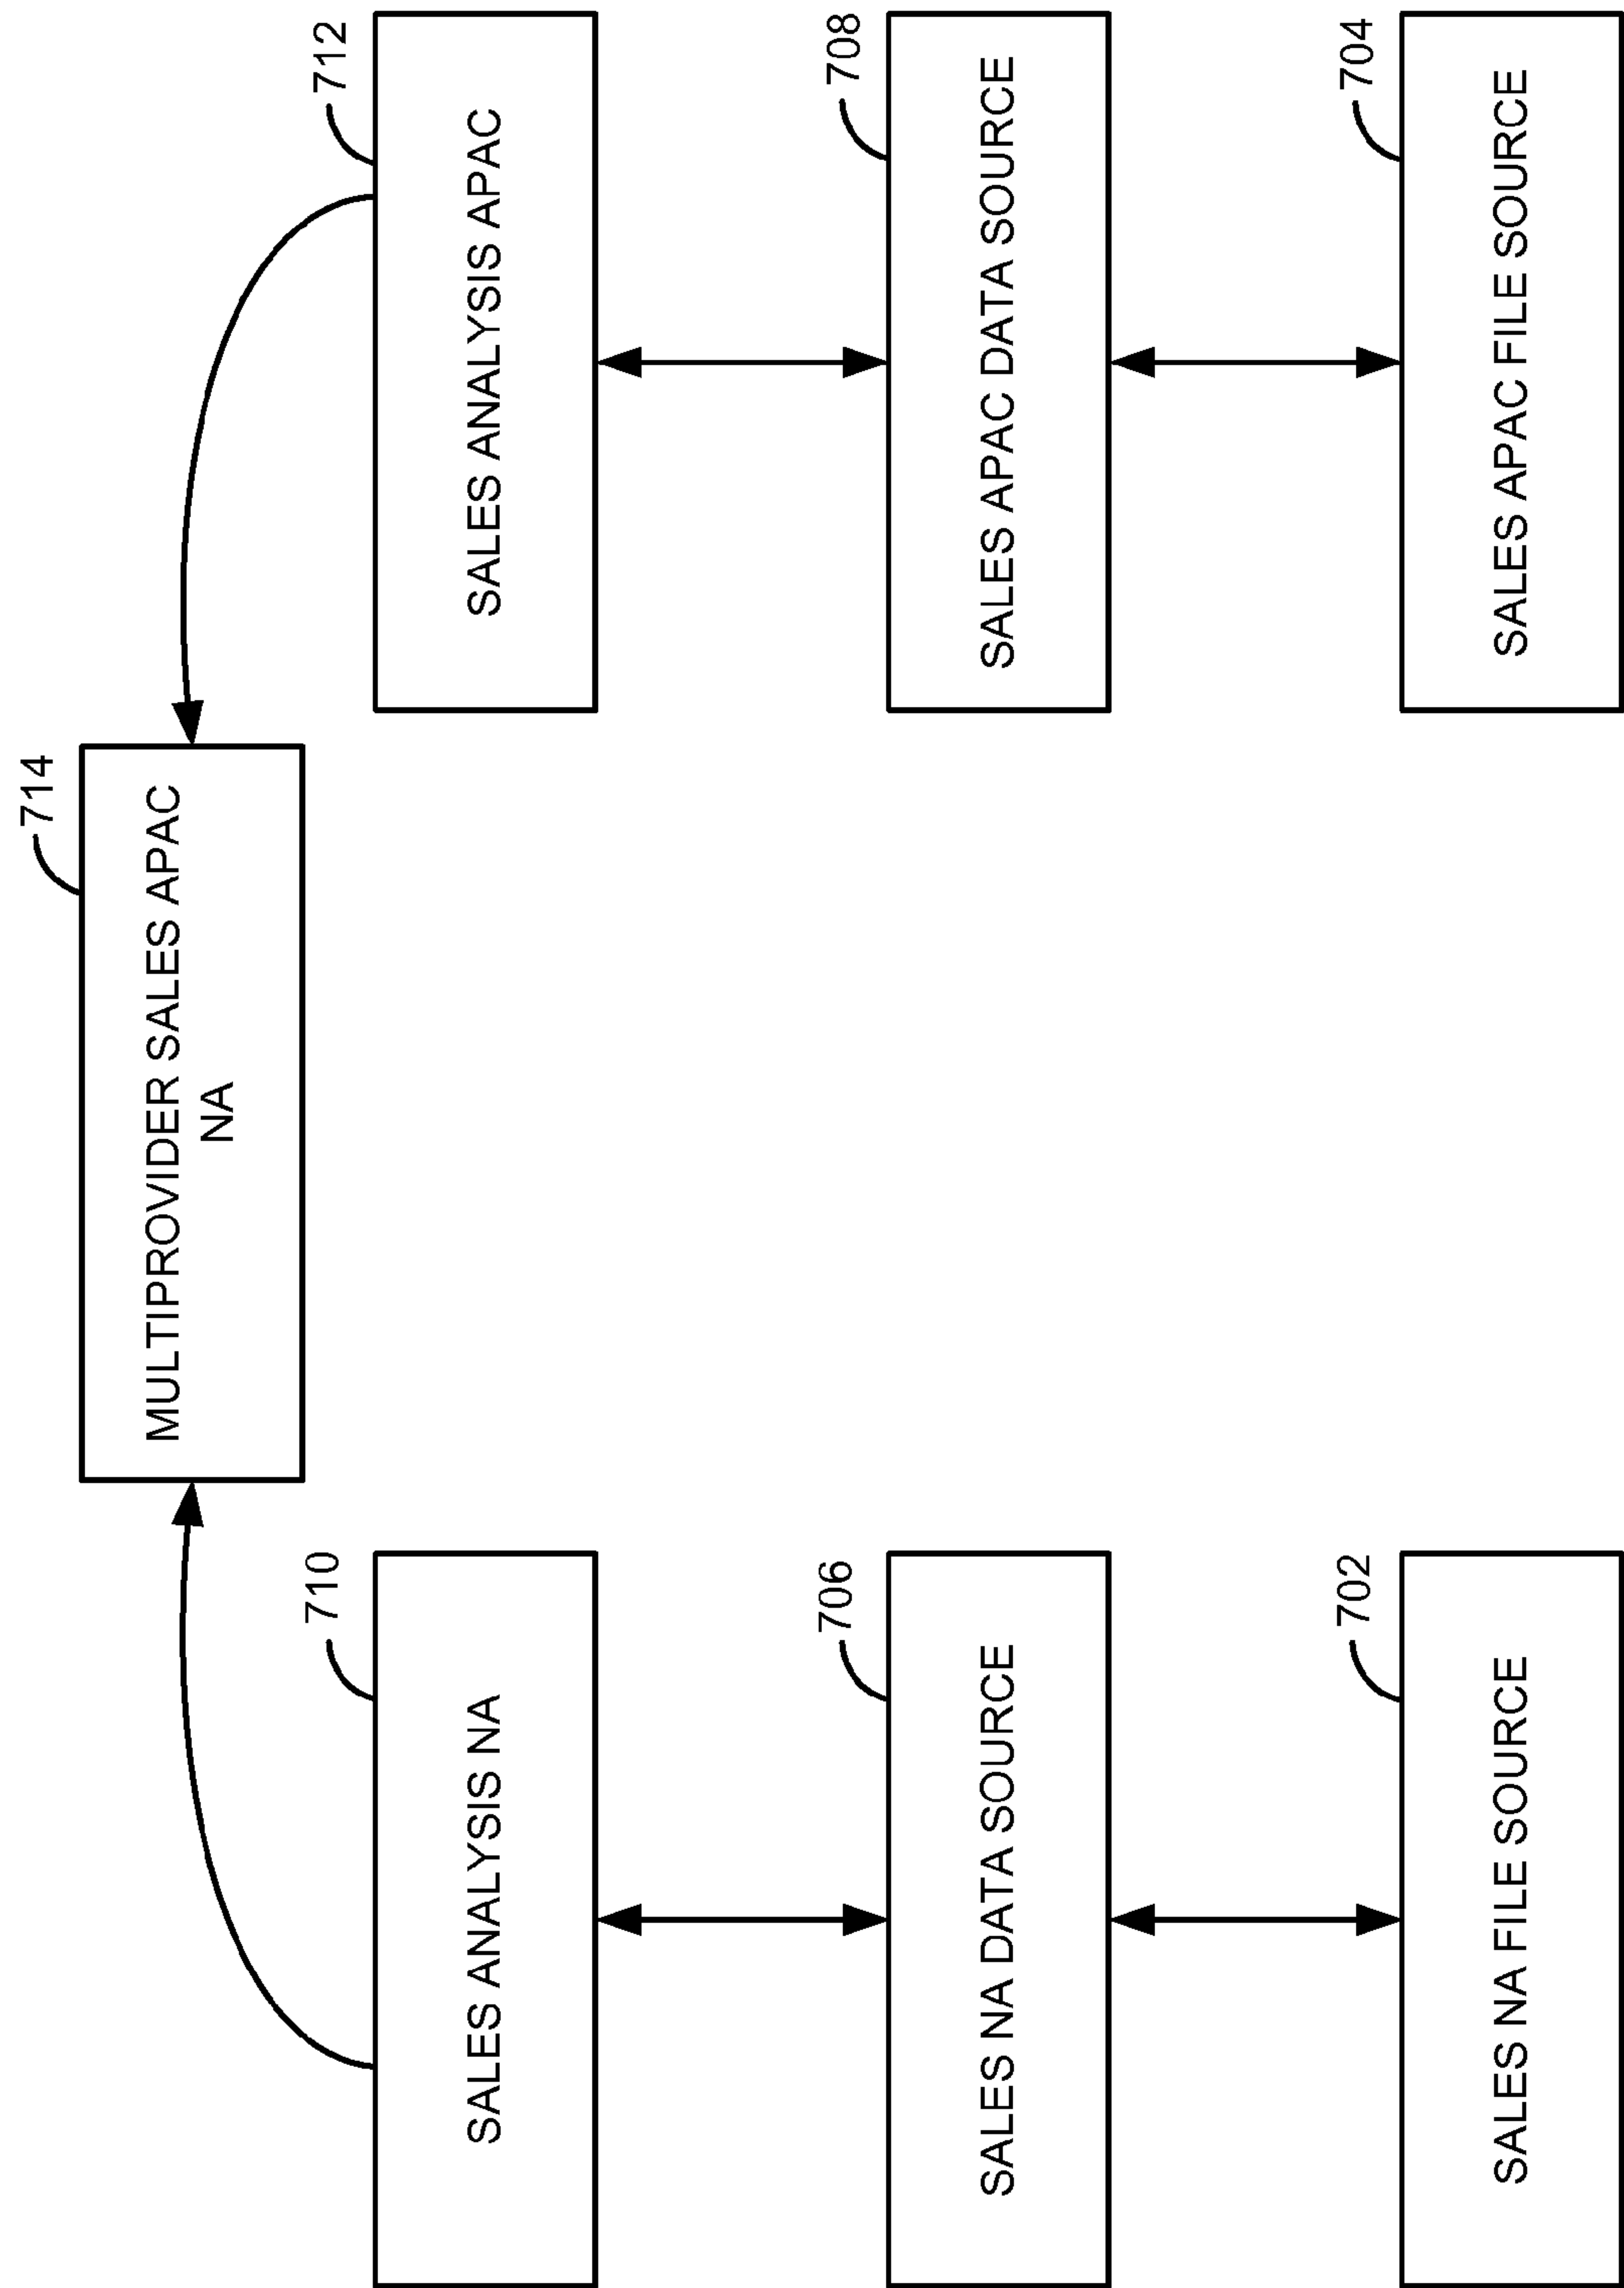 714
MULTIPROVIDER SALES APAC
NA
710
SALES ANALYSIS NA
712
SALES ANALYSIS APAC
706
SALES NA DATA SOURCE
708
SALES APAC DATA SOURCE
702
SALES NA FILE SOURCE
704
SALES APAC FILE SOURCE